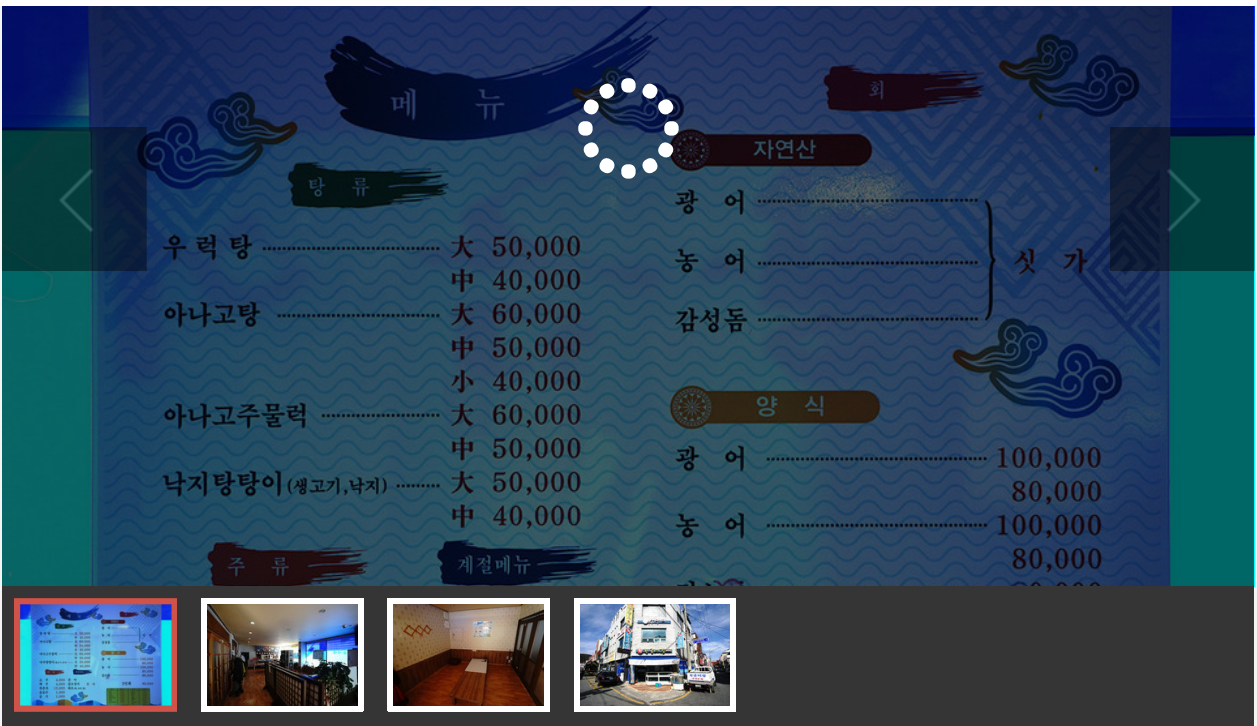 메 뉴
탕 류
우럭탕 大 50,000
中 40,000
아나고탕 大 60,000
中 50,000
小 40,000
아나고주물럭 大 60,000
中 50,000
낙지탕탕이(생고기,낙지) 大 50,000
中 40,000
주 류
계절메뉴
회
자연산
광 어
농 어
감성돔
싯 가
양 식
광 어 100,000
80,000
농 어 100,000
80,000